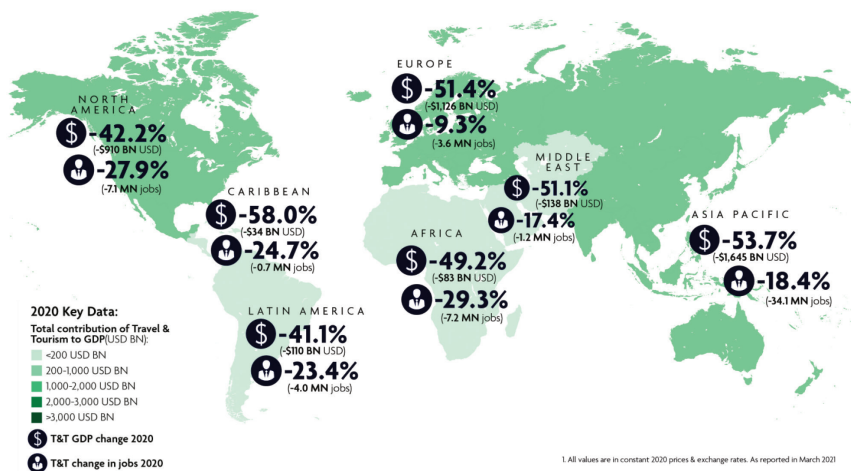 NORTH
AMERICA
-42.2%
(-$910 BN USD)
-27.9%
(-7.1 MN jobs)
CARIBBEAN
-58.0%
(-$34 BN USD)
-24.7%
(-0.7 MN jobs)
LATIN AMERICA
-41.1%
(-$110 BN USD)
-23.4%
(-4.0 MN jobs)
EUROPE
-51.4%
(-$1,126 BN USD)
-9.3%
(-3.6 MN jobs)
AFRICA
-49.2%
(-$83 BN USD)
-29.3%
(-7.2 MN jobs)
MIDDLE
EAST
-51.1%
(-$138 BN USD)
-17.4%
(-1.2 MN jobs)
ASIA PACIFIC
-53.7%
(-$1,645 BN USD)
-18.4%
(-34.1 MN jobs)
2020 Key Data:
Total contribution of Travel &
Tourism to GDP(USD BN):
<200 USD BN
200-1,000 USD BN
1,000-2,000 USD BN
2,000-3,000 USD BN
>3,000 USD BN
$ T&T GDP change 2020
T&T change in jobs 2020
1. All values are in constant 2020 prices & exchange rates. As reported in March 2021